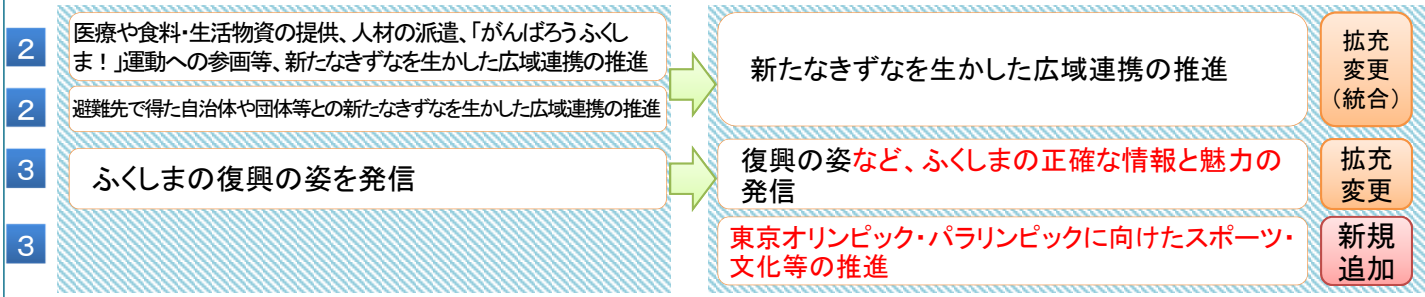 2
医療や食料・生活物資の提供、人材の派遣、「がんばろう ふくし
ま！」運動への参画等、新たなきずなを生かした広域連携の推進
2
避難先で得た自治体や団体等との新たなきずなを生かした広域連携の推進
新たなきずなを生かした広域連携の推進
拡充
変更
（統合）
3
ふくしまの復興の姿を発信
復興の姿など、ふくしまの正確な情報と魅力の
発信
拡充
変更
3
東京オリンピック・パラリンピックに向けたスポーツ・
文化等の推進
新規
追加